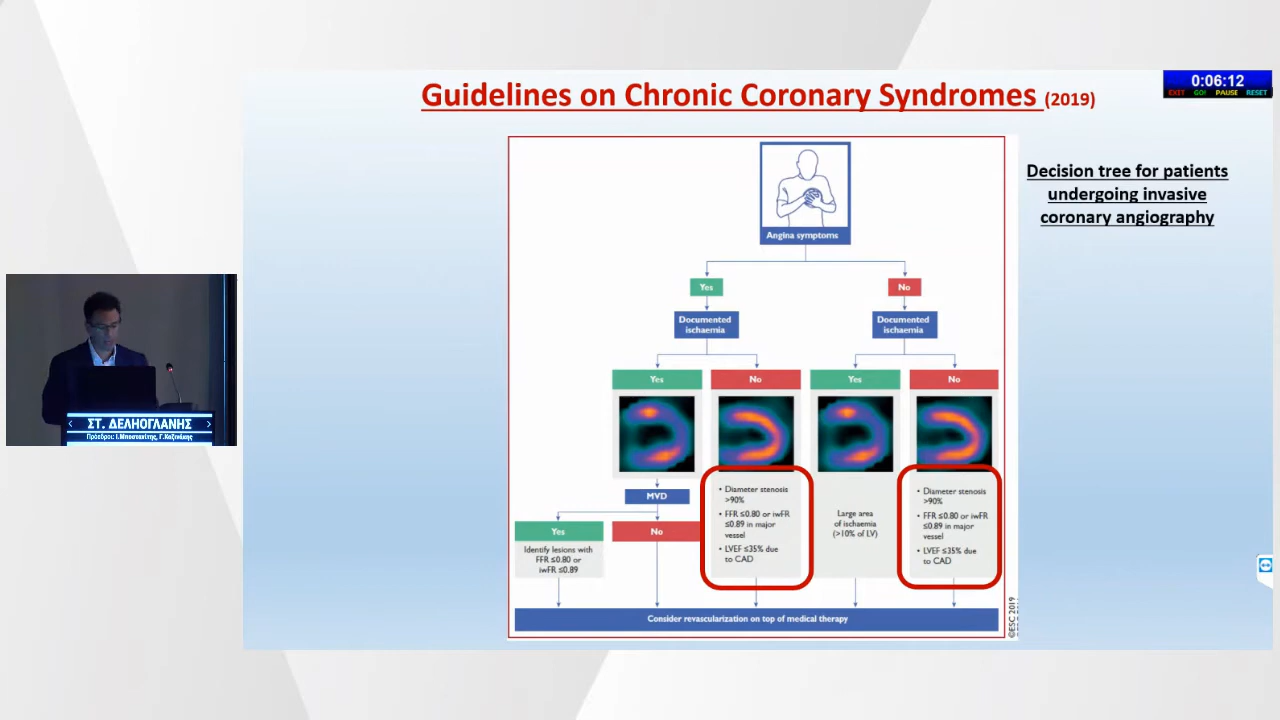 Guidelines on Chronic Coronary Syndromes (2019)
0:06:12
EXIT GO! PAUSE RESET
Decision tree for patients
undergoing invasive
coronary angiography
Angina symptoms
Yes
No
Documented
ischaemia
Documented
ischaemia
Yes
No
Yes
No
MVD
Yes
No
Identify lesions with
FFR ≤0.80 or
iwFR ≤0.89
• Diameter stenosis
>90%
• FFR ≤0.80 or iwFR
≤0.89 in major
vessel
• LVEF ≤35% due
to CAD
Large area
of ischaemia
(>10% of LV)
• Diameter stenosis
>90%
• FFR ≤0.80 or iwFR
≤0.89 in major
vessel
• LVEF ≤35% due
to CAD
Consider revascularization on top of medical therapy
©ESC 2019
ΣΤ. ΔΕΛΗΟΓΛΑΝΗΣ
Πρόεδροι: Ι.Μποστανίτης, Γ.Καζινάκης